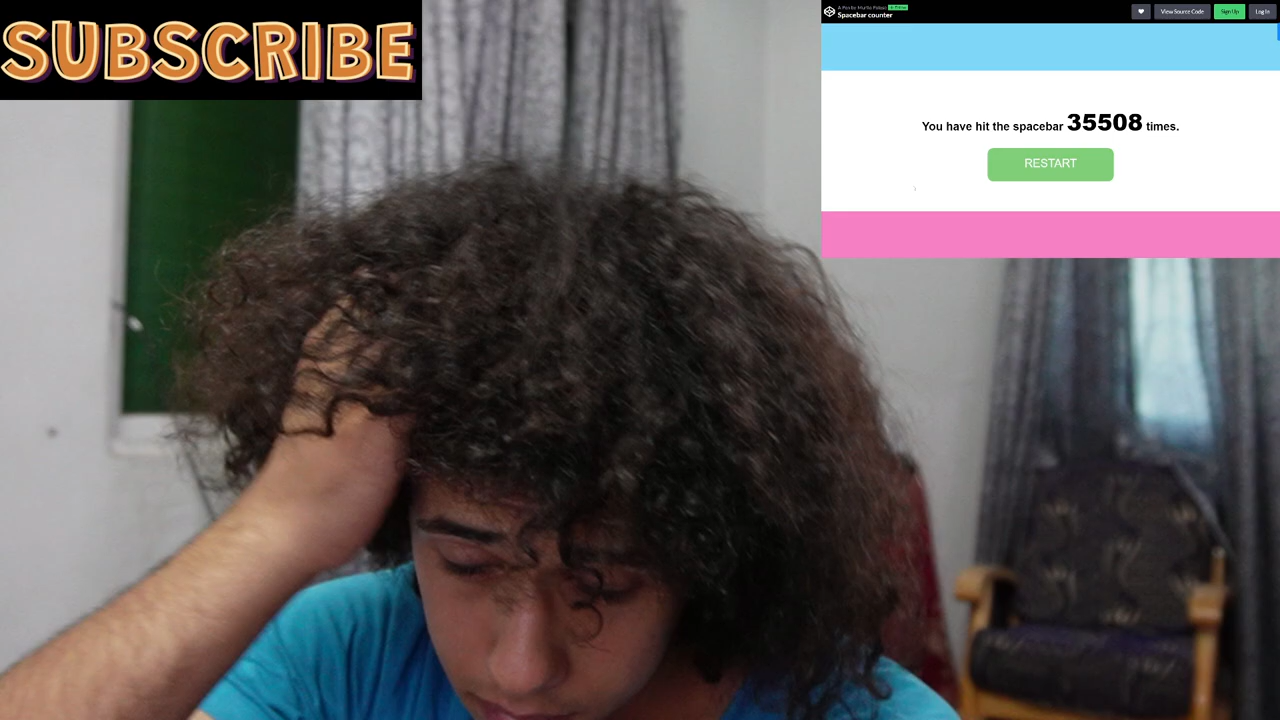 SUBSCRIBE
Spacebar counter
View Source Code
Sign Up
Log In
You have hit the spacebar 35508 times.
RESTART